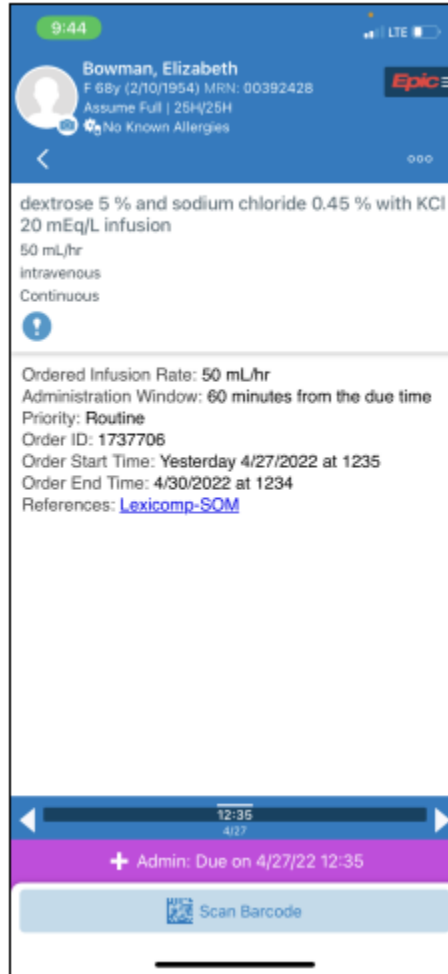 9:44
LTE
Bowman, Elizabeth
F 68y (2/10/1954) MRN: 00392428
Epic
Assume Full | 25H/25H
No Known Allergies
dextrose 5 % and sodium chloride 0.45 % with KCl
20 mEq/L infusion
50 mL/hr
intravenous
Continuous
Ordered Infusion Rate: 50 mL/hr
Administration Window: 60 minutes from the due time
Priority: Routine
Order ID: 1737706
Order Start Time: Yesterday 4/27/2022 at 1235
Order End Time: 4/30/2022 at 1234
References: Lexicomp-SOM
12:35
4/27
+ Admin: Due on 4/27/22 12:35
Scan Barcode